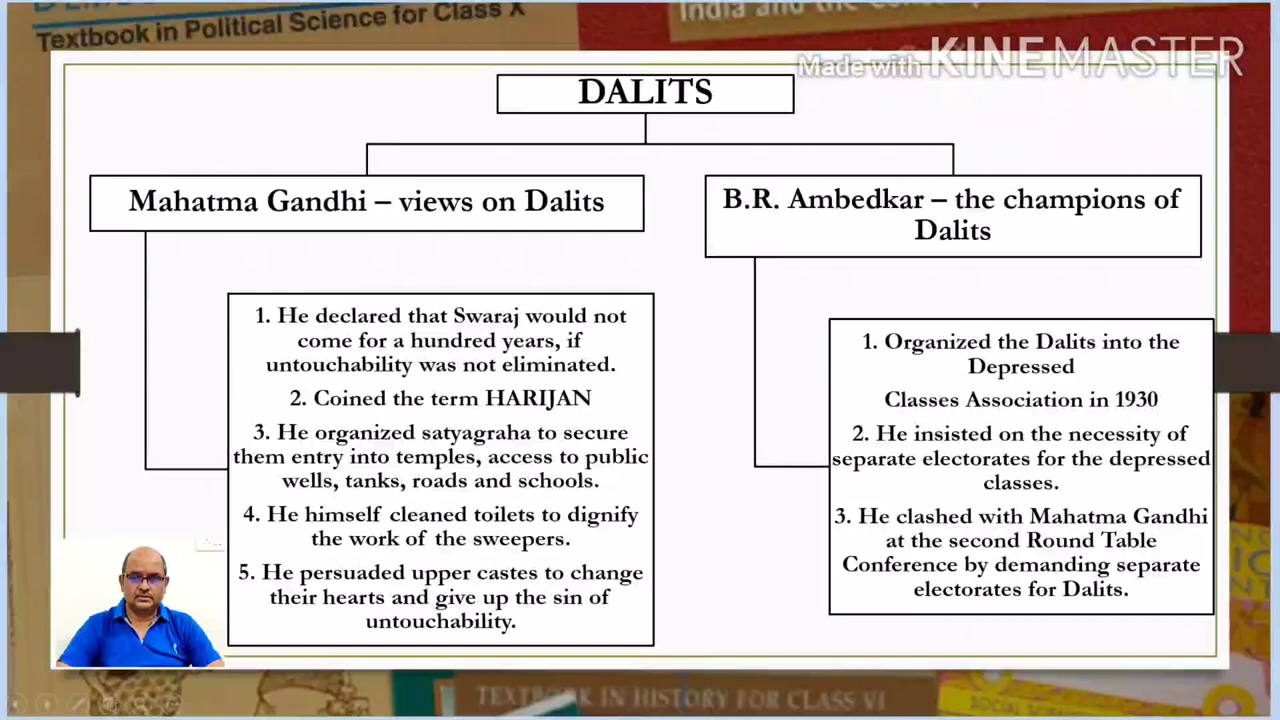 Textbook in Political Science for Class X
India and the
Made with KINEMASTER
DALITS
Mahatma Gandhi – views on Dalits
B.R. Ambedkar – the champions of
Dalits
1. He declared that Swaraj would not
come for a hundred years, if
untouchability was not eliminated.
2. Coined the term HARIJAN
3. He organized satyagraha to secure
them entry into temples, access to public
wells, tanks, roads and schools.
4. He himself cleaned toilets to dignify
the work of the sweepers.
5. He persuaded upper castes to change
their hearts and give up the sin of
untouchability.
1. Organized the Dalits into the
Depressed
Classes Association in 1930
2. He insisted on the necessity of
separate electorates for the depressed
classes.
3. He clashed with Mahatma Gandhi
at the second Round Table
Conference by demanding separate
electorates for Dalits.
TEXTBOOK IN HISTORY FOR CLASS VI
SOCIAL